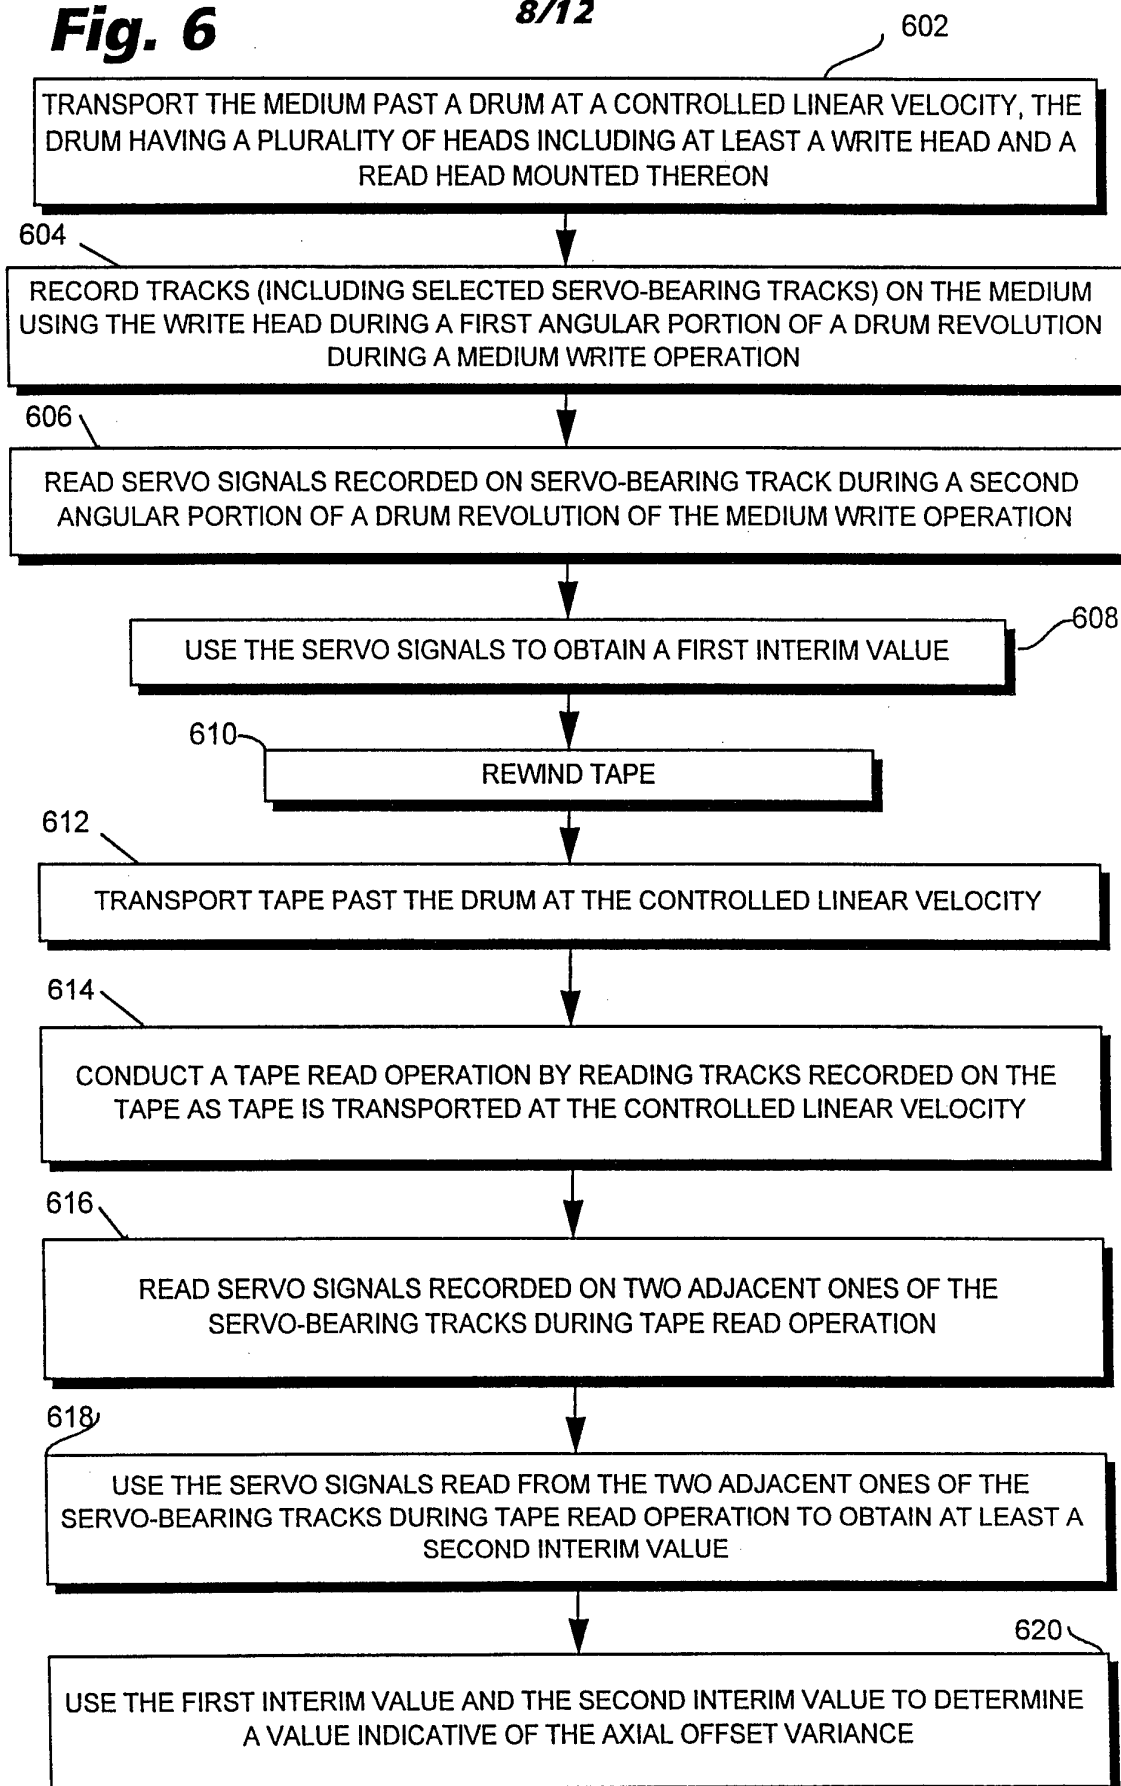 Fig. 6
8/12
602
TRANSPORT THE MEDIUM PAST A DRUM AT A CONTROLLED LINEAR VELOCITY, THE
DRUM HAVING A PLURALITY OF HEADS INCLUDING AT LEAST A WRITE HEAD AND A
READ HEAD MOUNTED THEREON
604
RECORD TRACKS (INCLUDING SELECTED SERVO-BEARING TRACKS) ON THE MEDIUM
USING THE WRITE HEAD DURING A FIRST ANGULAR PORTION OF A DRUM REVOLUTION
DURING A MEDIUM WRITE OPERATION
606
READ SERVO SIGNALS RECORDED ON SERVO-BEARING TRACK DURING A SECOND
ANGULAR PORTION OF A DRUM REVOLUTION OF THE MEDIUM WRITE OPERATION
608
USE THE SERVO SIGNALS TO OBTAIN A FIRST INTERIM VALUE
610
REWIND TAPE
612
TRANSPORT TAPE PAST THE DRUM AT THE CONTROLLED LINEAR VELOCITY
614
CONDUCT A TAPE READ OPERATION BY READING TRACKS RECORDED ON THE
TAPE AS TAPE IS TRANSPORTED AT THE CONTROLLED LINEAR VELOCITY
616
READ SERVO SIGNALS RECORDED ON TWO ADJACENT ONES OF THE
SERVO-BEARING TRACKS DURING TAPE READ OPERATION
618
USE THE SERVO SIGNALS READ FROM THE TWO ADJACENT ONES OF THE
SERVO-BEARING TRACKS DURING TAPE READ OPERATION TO OBTAIN AT LEAST A
SECOND INTERIM VALUE
620
USE THE FIRST INTERIM VALUE AND THE SECOND INTERIM VALUE TO DETERMINE
A VALUE INDICATIVE OF THE AXIAL OFFSET VARIANCE